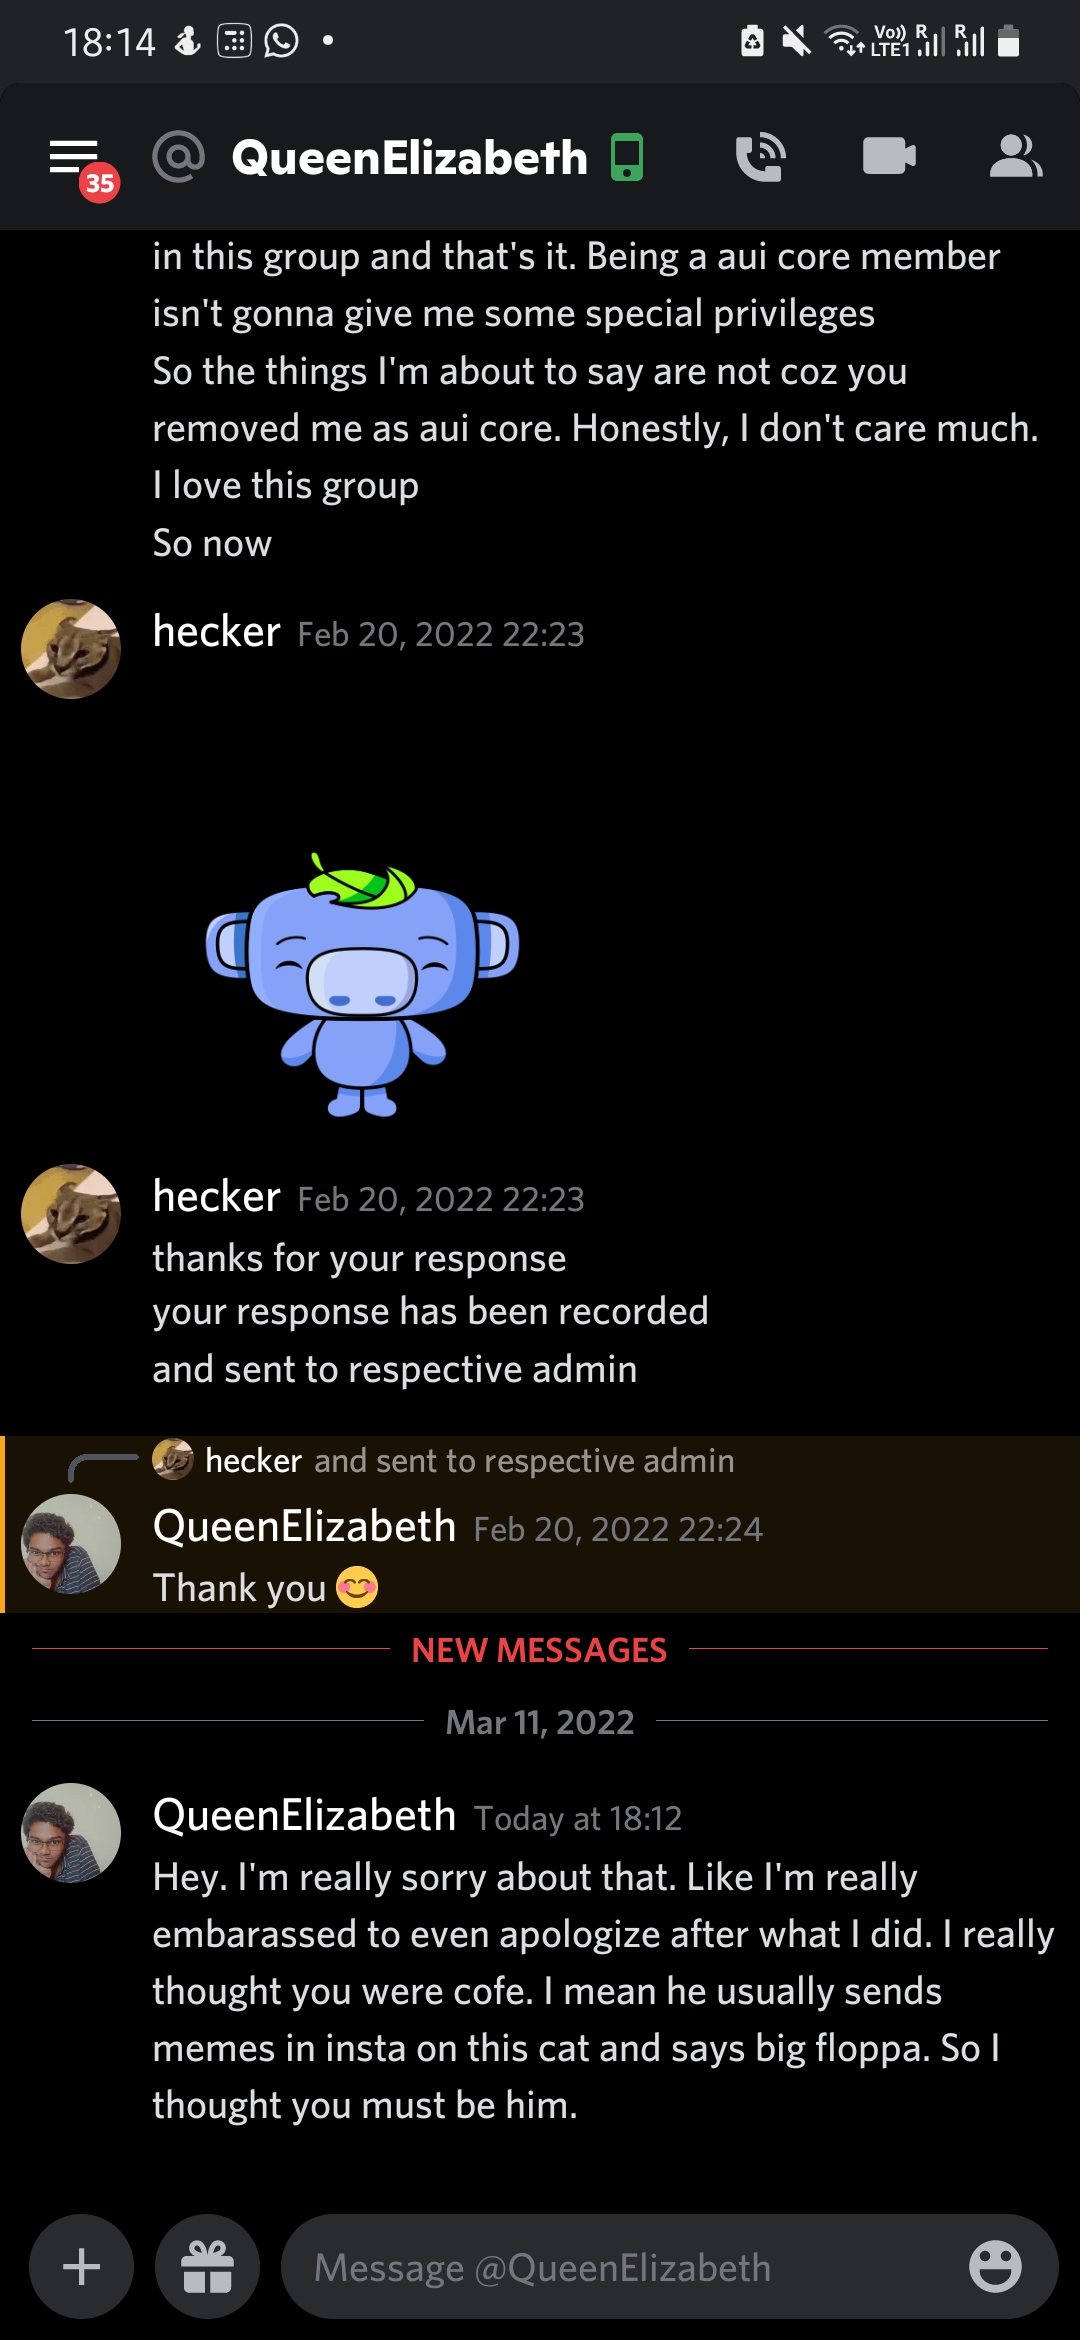 18:14
Vo))
LTE1
R
R
35
@ QueenElizabeth
in this group and that's it. Being a aui core member
isn't gonna give me some special privileges
So the things I'm about to say are not coz you
removed me as aui core. Honestly, I don't care much.
I love this group
So now
hecker Feb 20, 2022 22:23
hecker Feb 20, 2022 22:23
thanks for your response
your response has been recorded
and sent to respective admin
hecker and sent to respective admin
QueenElizabeth Feb 20, 2022 22:24
Thank you 😊
NEW MESSAGES
Mar 11, 2022
QueenElizabeth Today at 18:12
Hey. I'm really sorry about that. Like I'm really
embarassed to even apologize after what I did. I really
thought you were cofe. I mean he usually sends
memes in insta on this cat and says big floppa. So I
thought you must be him.
Message @QueenElizabeth